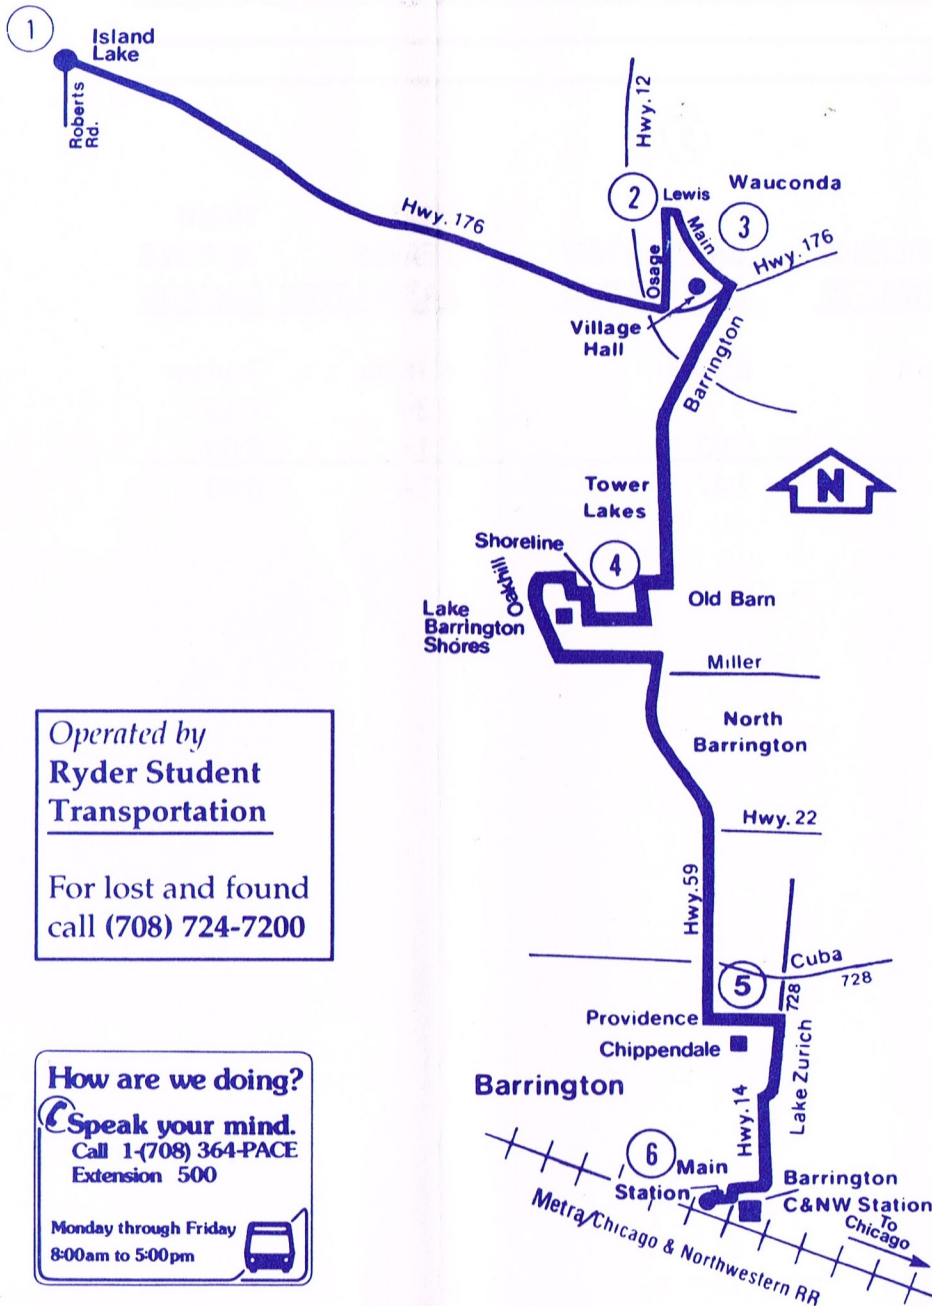 1
Island
Lake
Roberts
Rd.
Hwy. 12
Hwy. 176
2
Lewis
Wauconda
Main
3
Hwy. 176
Osage
Village
Hall
Barrington
N
Tower
Lakes
Shoreline
4
Oakhill
Old Barn
Lake
Barrington
Shores
Miller
North
Barrington
Hwy. 22
Hwy. 59
Cuba
728
5
728
Providence
Chippendale
Lake Zurich
Barrington
Hwy. 14
6
Main
Station
Barrington
C&NW Station
To
Chicago
Metra/Chicago & Northwestern RR
Operated by
Ryder Student
Transportation
For lost and found
call (708) 724-7200
How are we doing?
Speak your mind.
Call 1-(708) 364-PACE
Extension 500
Monday through Friday
8:00am to 5:00pm